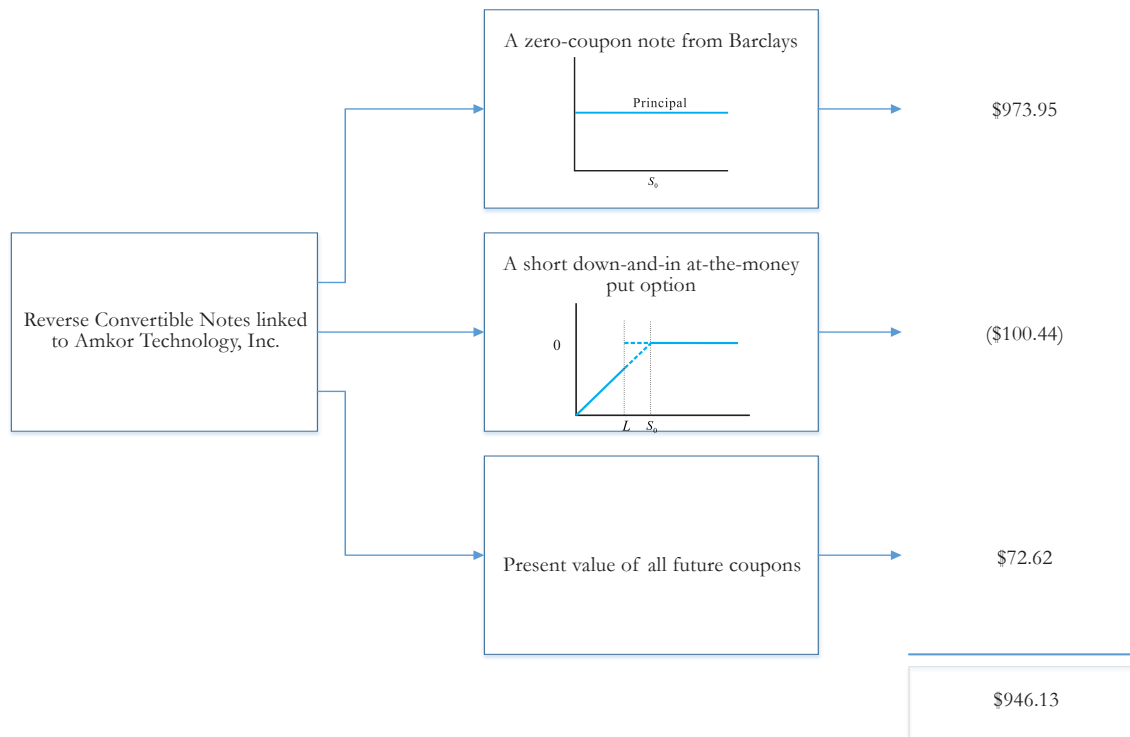 A zero-coupon note from Barclays
Principal
S₀
$973.95
Reverse Convertible Notes linked
to Amkor Technology, Inc.
A short down-and-in at-the-money
put option
0
L S₀
($100.44)
Present value of all future coupons
$72.62
$946.13